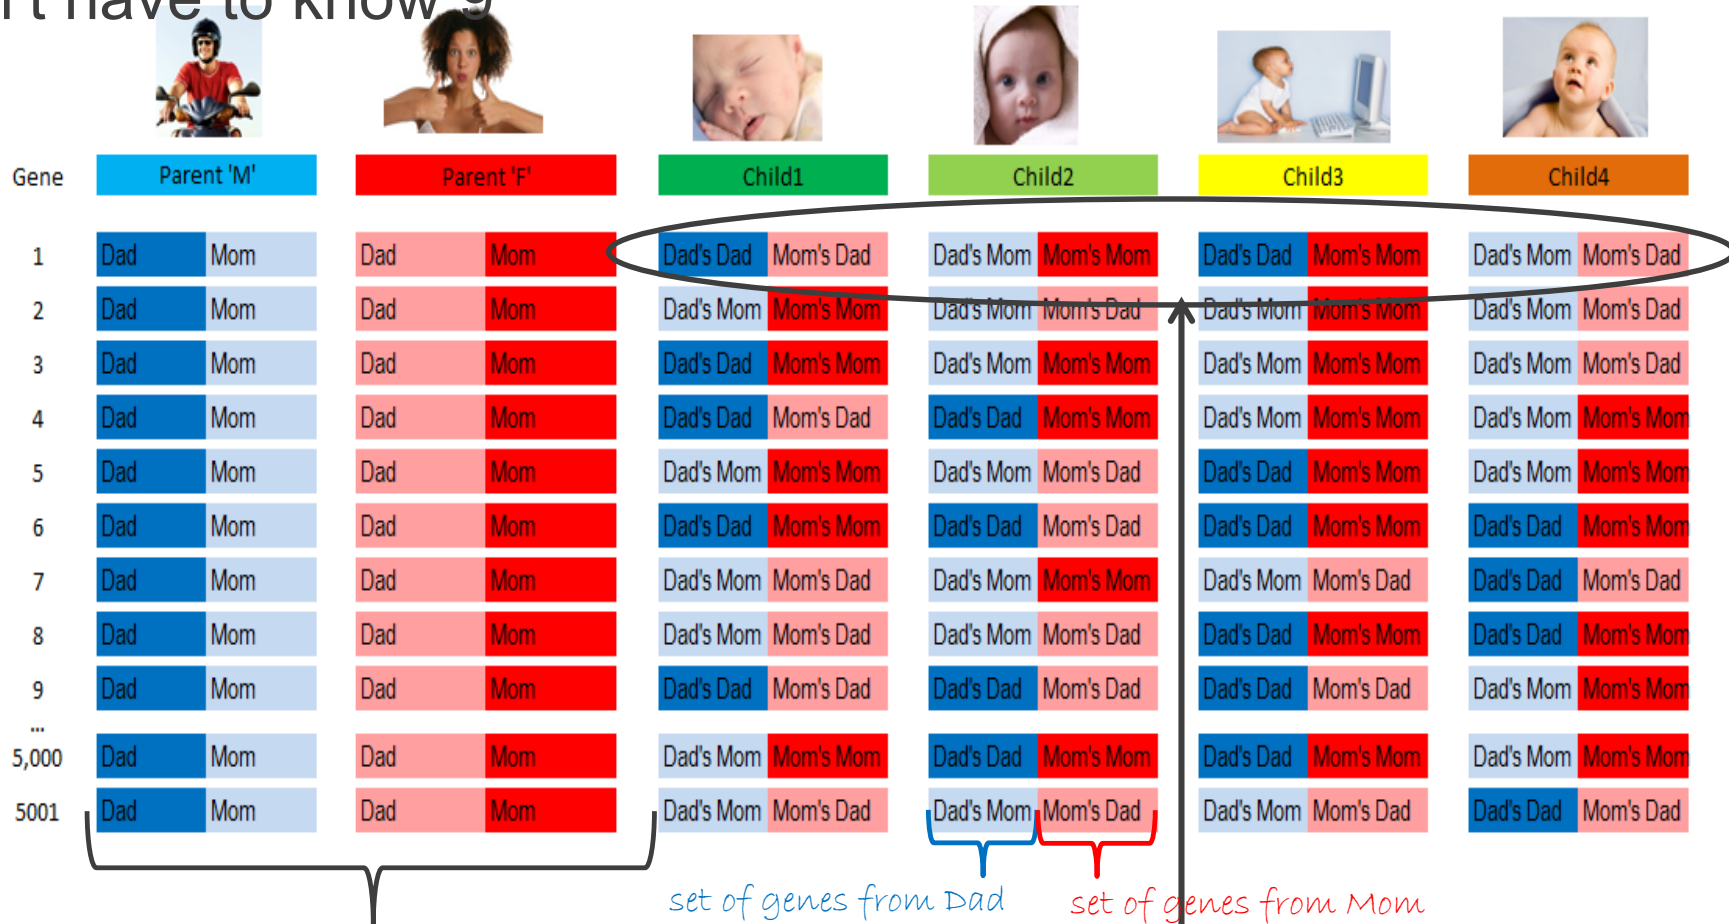 n't have to know 9
Gene Parent 'M' Parent 'F' Child1 Child2 Child3 Child4
1 Dad Mom Dad Mom Dad's Dad Mom's Dad Dad's Mom Mom's Mom Dad's Dad Mom's Mom Dad's Mom Mom's Dad
2 Dad Mom Dad Mom Dad's Mom Mom's Mom Dad's Mom Mom's Dad Dad's Mom Mom's Mom Dad's Mom Mom's Dad
3 Dad Mom Dad Mom Dad's Dad Mom's Mom Dad's Mom Mom's Mom Dad's Mom Mom's Mom Dad's Mom Mom's Dad
4 Dad Mom Dad Mom Dad's Dad Mom's Dad Dad's Dad Mom's Mom Dad's Mom Mom's Mom Dad's Mom Mom's Mom
5 Dad Mom Dad Mom Dad's Mom Mom's Mom Dad's Mom Mom's Dad Dad's Dad Mom's Mom Dad's Mom Mom's Mom
6 Dad Mom Dad Mom Dad's Dad Mom's Mom Dad's Dad Mom's Dad Dad's Dad Mom's Mom Dad's Dad Mom's Mom
7 Dad Mom Dad Mom Dad's Mom Mom's Dad Dad's Mom Mom's Mom Dad's Mom Mom's Dad Dad's Dad Mom's Dad
8 Dad Mom Dad Mom Dad's Mom Mom's Dad Dad's Mom Mom's Dad Dad's Dad Mom's Mom Dad's Dad Mom's Mom
9 Dad Mom Dad Mom Dad's Dad Mom's Dad Dad's Dad Mom's Dad Dad's Dad Mom's Dad Dad's Mom Mom's Mom
...
5,000 Dad Mom Dad Mom Dad's Mom Mom's Mom Dad's Dad Mom's Mom Dad's Dad Mom's Mom Dad's Mom Mom's Mom
5001 Dad Mom Dad Mom Dad's Mom Mom's Dad Dad's Mom Mom's Dad Dad's Mom Mom's Dad Dad's Dad Mom's Dad
set of genes from Dad set of genes from Mom